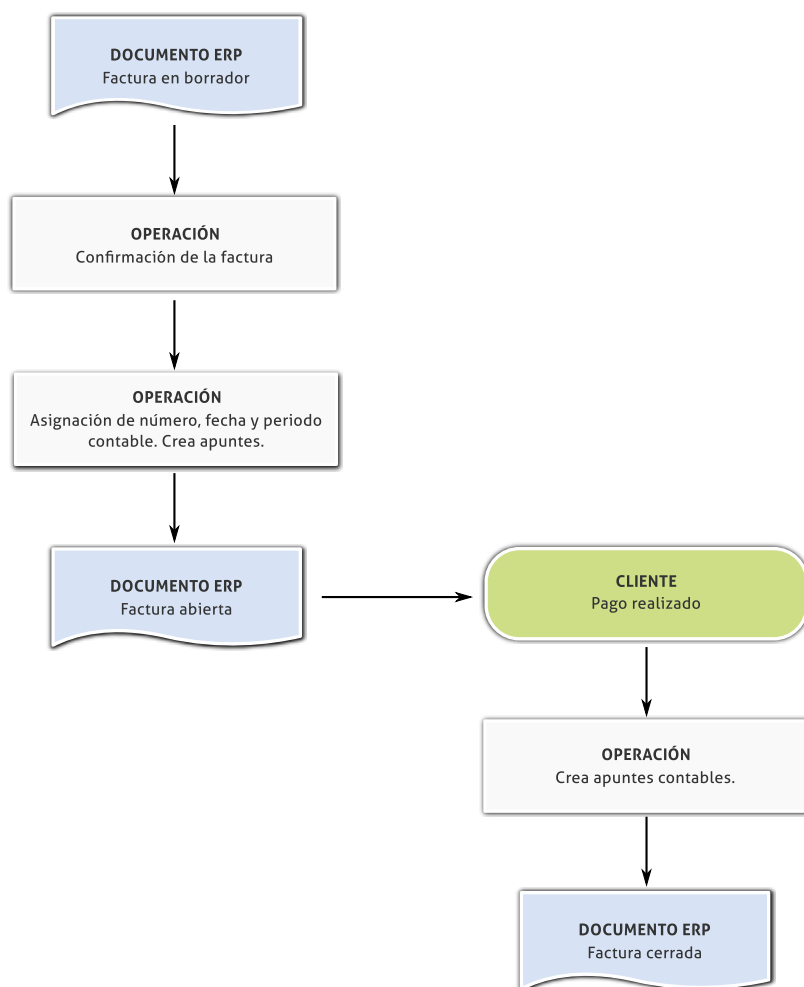 DOCUMENTO ERP
Factura en borrador
OPERACIÓN
Confirmación de la factura
OPERACIÓN
Asignación de número, fecha y periodo
contable. Crea apuntes.
DOCUMENTO ERP
Factura abierta
CLIENTE
Pago realizado
OPERACIÓN
Crea apuntes contables.
DOCUMENTO ERP
Factura cerrada